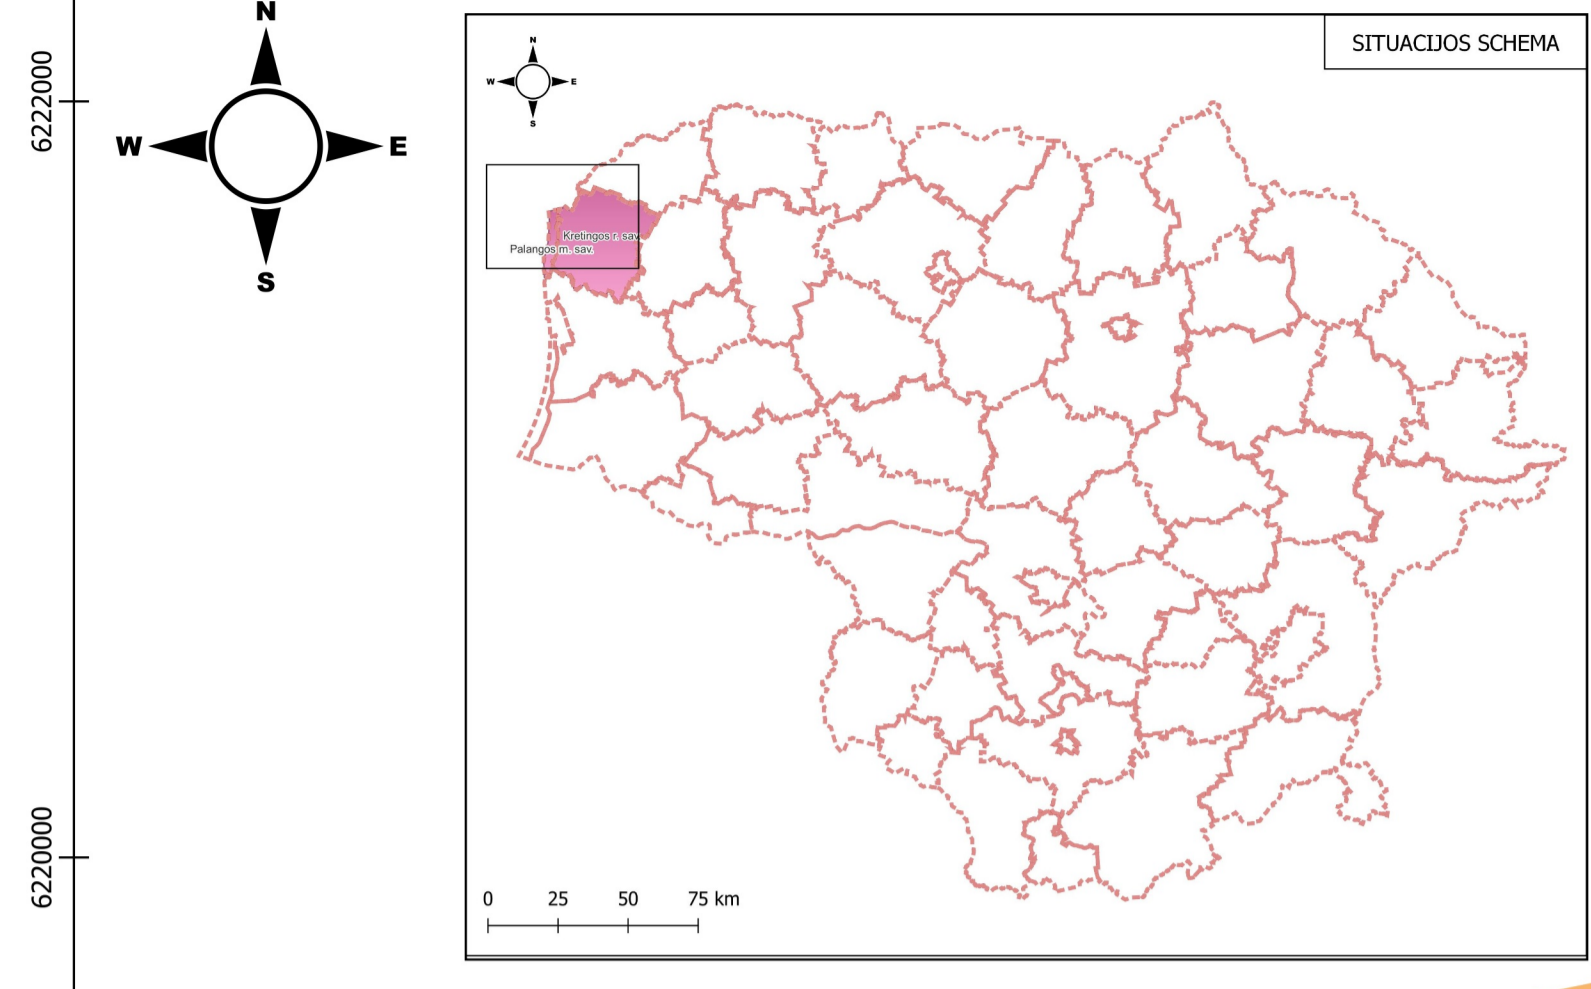 N
W E
S
6222000
6220000
SITUACIJOS SCHEMA
N
W E
S
Kretingos r. sav.
Palangos m. sav.
0 25 50 75 km